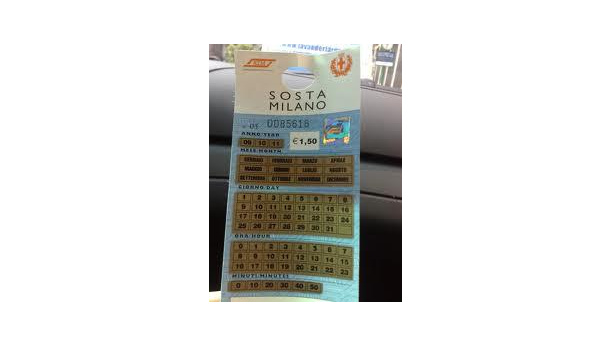 www.lavanderia
ATM
SOSTA
MILANO
N° 03 0085618
ANNO-YEAR
09 10 11
€ 1,50
MESE-MONTH
GENNAIO FEBBRAIO MARZO APRILE
MAGGIO GIUGNO LUGLIO AGOSTO
SETTEMBRE OTTOBRE NOVEMBRE DICEMBRE
GIORNO-DAY
1 2 3 4 5 6 7 8
9 10 11 12 13 14 15 16
17 18 19 20 21 22 23 24
25 26 27 28 29 30 31
ORA-HOUR
0 1 2 3 4 5 6 7
8 9 10 11 12 13 14 15
16 17 18 19 20 21 22 23
MINUTI-MINUTES
0 10 20 30 40 50